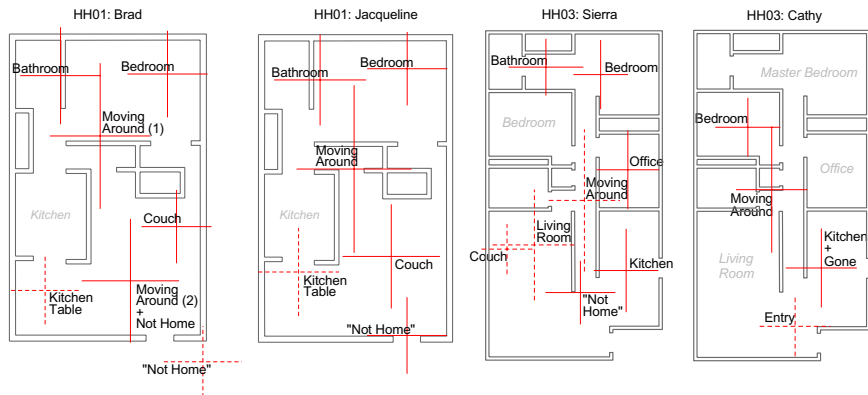 HH01: Brad
Bathroom
Bedroom
Moving
Around (1)
Kitchen
Couch
Kitchen
Table
Moving
Around (2)
+
Not Home
"Not Home"
HH01: Jacqueline
Bathroom
Bedroom
Moving
Around
Kitchen
Couch
Kitchen
Table
"Not Home"
HH03: Sierra
Bathroom
Bedroom
Bedroom
Office
Moving
Around
Living
Room
Couch
Kitchen
"Not
Home"
HH03: Cathy
Master Bedroom
Bedroom
Office
Moving
Around
Living
Room
Kitchen
+
Gone
Entry